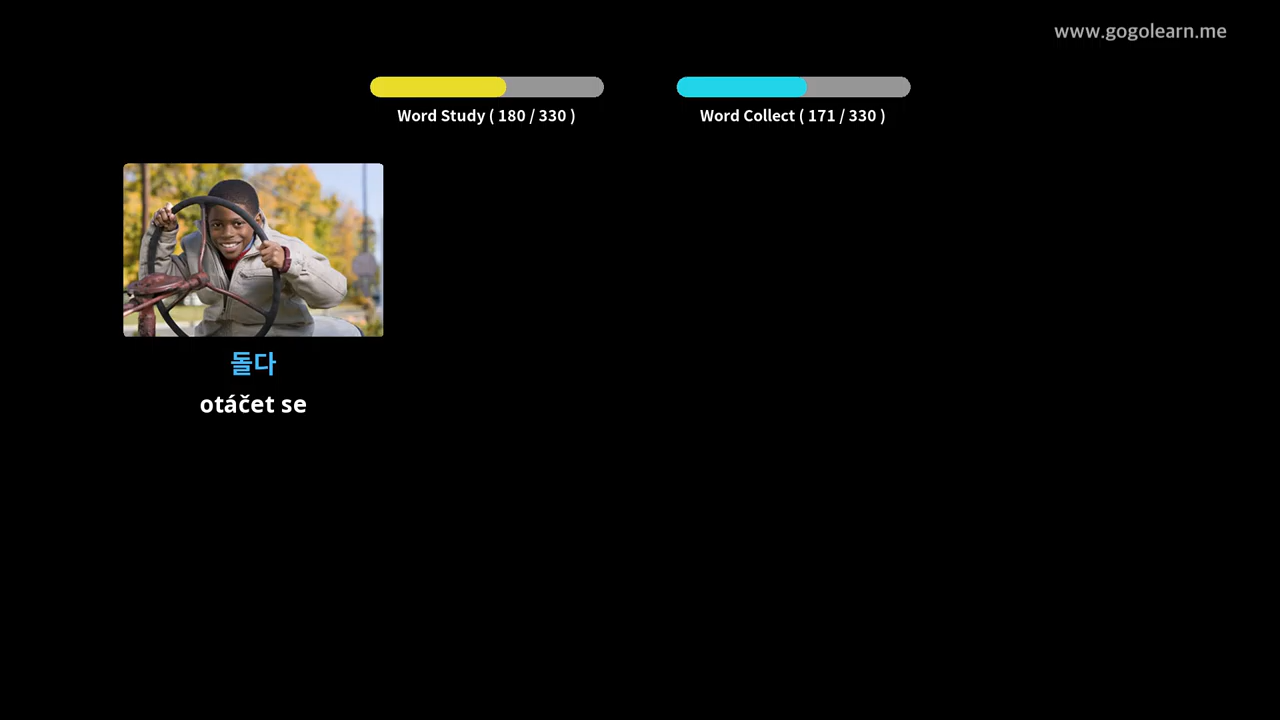 www.gogolearn.me
Word Study ( 180 / 330 )
Word Collect ( 171 / 330 )
돌다
otáčet se